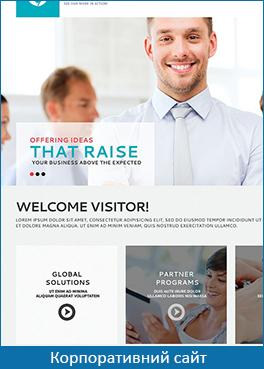 SEE OUR WORK IN ACTION!
OFFERING IDEAS
THAT RAISE
YOUR BUSINESS ABOVE THE EXPECTED
WELCOME VISITOR!
LOREM IPSUM DOLOR SIT AMET, CONSECTETUR ADIPISICING ELIT, SED DO EIUSMOD TEMPOR INCIDIDUNT UT
ET DOLORE MAGNA ALIQUA. UT ENIM AD MINIM VENIAM, QUIS NOSTRUD EXERCITATION ULLAMCO.
GLOBAL
SOLUTIONS
UT ENIM AD MINIMA
ALIQUAM QUAERAT VOLUPTATEM
PARTNER
PROGRAMS
DUIS AUTE IRURE DOLOR
ULLAMCO LABORIS NISI MASSA
Корпоративний сайт